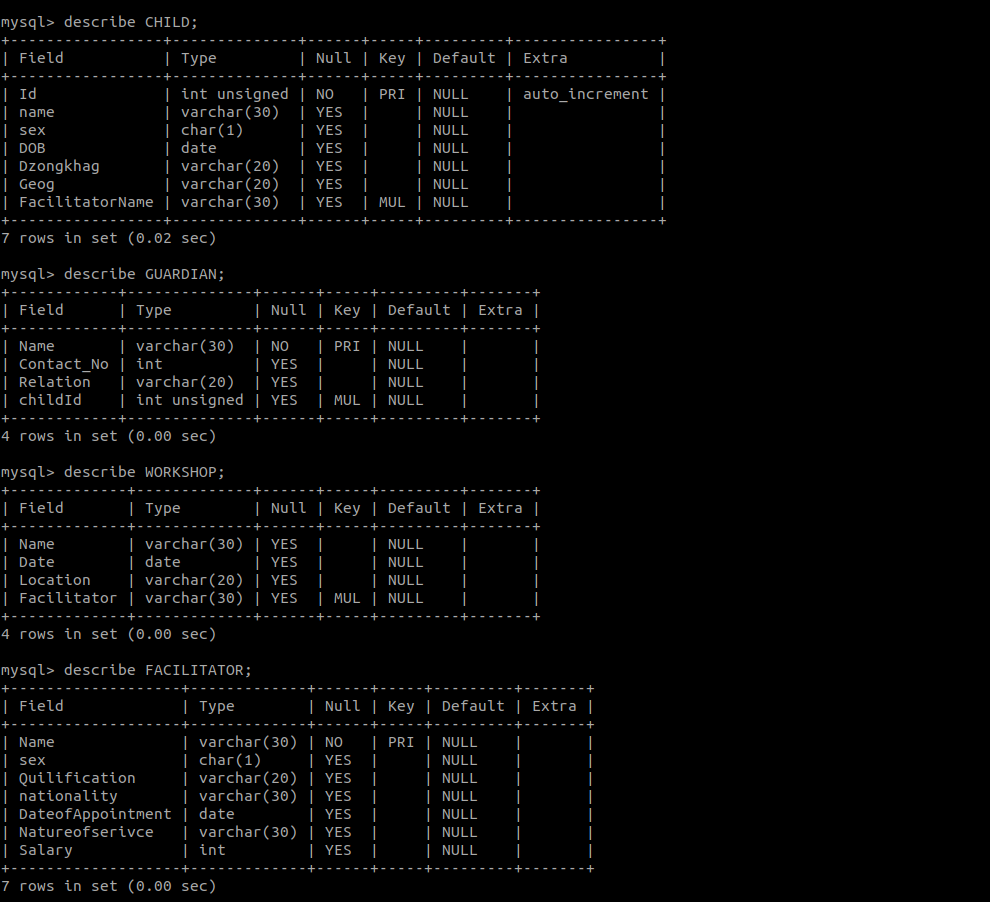 mysql> describe CHILD;
+-----------------+--------------+------+-----+---------+----------------+
| Field           | Type         | Null | Key | Default | Extra          |
+-----------------+--------------+------+-----+---------+----------------+
| Id              | int unsigned | NO   | PRI | NULL    | auto_increment |
| name            | varchar(30)  | YES  |     | NULL    |                |
| sex             | char(1)      | YES  |     | NULL    |                |
| DOB             | date         | YES  |     | NULL    |                |
| Dzongkhag       | varchar(20)  | YES  |     | NULL    |                |
| Geog            | varchar(20)  | YES  |     | NULL    |                |
| FacilitatorName | varchar(30)  | YES  | MUL | NULL    |                |
+-----------------+--------------+------+-----+---------+----------------+
7 rows in set (0.02 sec)

mysql> describe GUARDIAN;
+------------+--------------+------+-----+---------+-------+
| Field      | Type         | Null | Key | Default | Extra |
+------------+--------------+------+-----+---------+-------+
| Name       | varchar(30)  | NO   | PRI | NULL    |       |
| Contact_No | int          | YES  |     | NULL    |       |
| Relation   | varchar(20)  | YES  |     | NULL    |       |
| childId    | int unsigned | YES  | MUL | NULL    |       |
+------------+--------------+------+-----+---------+-------+
4 rows in set (0.00 sec)

mysql> describe WORKSHOP;
+-------------+-------------+------+-----+---------+-------+
| Field       | Type        | Null | Key | Default | Extra |
+-------------+-------------+------+-----+---------+-------+
| Name        | varchar(30) | YES  |     | NULL    |       |
| Date        | date        | YES  |     | NULL    |       |
| Location    | varchar(20) | YES  |     | NULL    |       |
| Facilitator | varchar(30) | YES  | MUL | NULL    |       |
+-------------+-------------+------+-----+---------+-------+
4 rows in set (0.00 sec)

mysql> describe FACILITATOR;
+-------------------+-------------+------+-----+---------+-------+
| Field             | Type        | Null | Key | Default | Extra |
+-------------------+-------------+------+-----+---------+-------+
| Name              | varchar(30) | NO   | PRI | NULL    |       |
| sex               | char(1)     | YES  |     | NULL    |       |
| Quilification     | varchar(20) | YES  |     | NULL    |       |
| nationality       | varchar(30) | YES  |     | NULL    |       |
| DateofAppointment | date        | YES  |     | NULL    |       |
| Natureofserivce   | varchar(30) | YES  |     | NULL    |       |
| Salary            | int         | YES  |     | NULL    |       |
+-------------------+-------------+------+-----+---------+-------+
7 rows in set (0.00 sec)